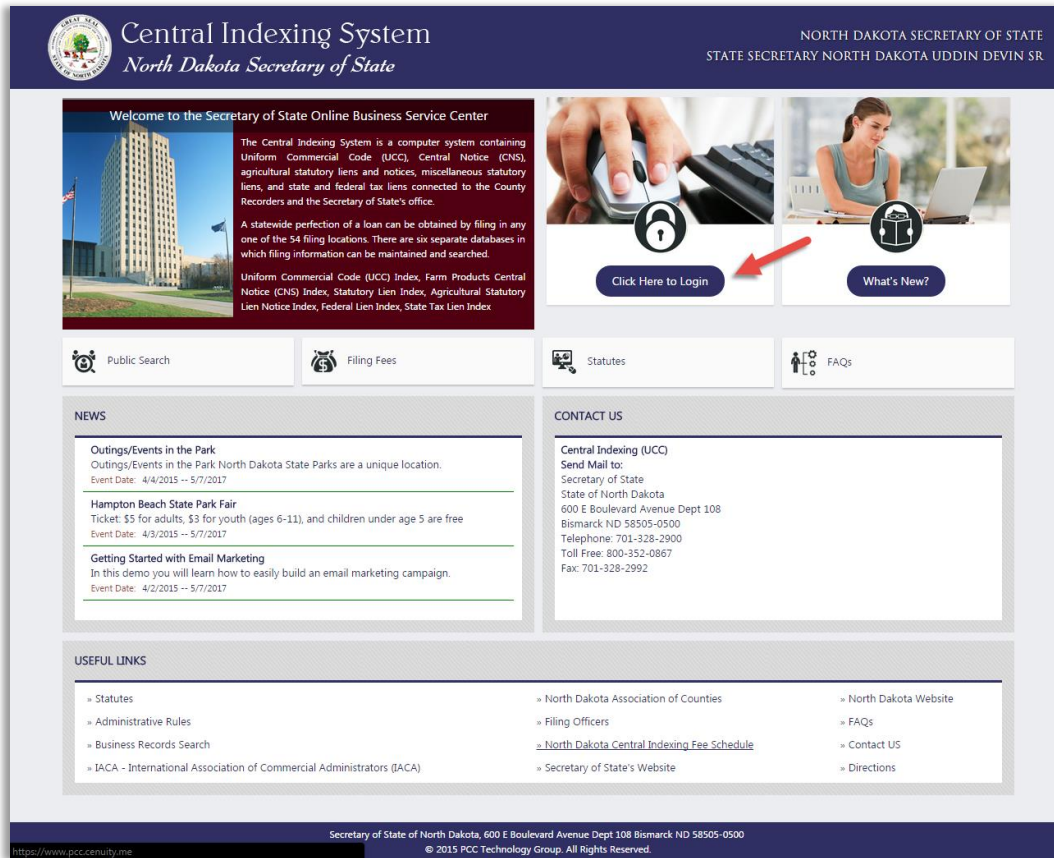 Central Indexing System
North Dakota Secretary of State
NORTH DAKOTA SECRETARY OF STATE
STATE SECRETARY NORTH DAKOTA UDDIN DEVIN SR
Welcome to the Secretary of State Online Business Service Center
The Central Indexing System is a computer system containing
Uniform Commercial Code (UCC), Central Notice (CNS),
agricultural statutory liens and notices, miscellaneous statutory
liens, and state and federal tax liens connected to the County
Recorders and the Secretary of State's office.
A statewide perfection of a loan can be obtained by filing in any
one of the 54 filing locations. There are six separate databases in
which filing information can be maintained and searched.
Uniform Commercial Code (UCC) Index, Farm Products Central
Notice (CNS) Index, Statutory Lien Index, Agricultural Statutory
Lien Notice Index, Federal Lien Index, State Tax Lien Index
Click Here to Login
What's New?
Public Search
Filing Fees
Statutes
FAQs
NEWS
Outings/Events in the Park
Outings/Events in the Park North Dakota State Parks are a unique location.
Event Date: 4/4/2015 -- 5/7/2017
Hampton Beach State Park Fair
Ticket: $5 for adults, $3 for youth (ages 6-11), and children under age 5 are free
Event Date: 4/3/2015 -- 5/7/2017
Getting Started with Email Marketing
In this demo you will learn how to easily build an email marketing campaign.
Event Date: 4/2/2015 -- 5/7/2017
CONTACT US
Central Indexing (UCC)
Send Mail to:
Secretary of State
State of North Dakota
600 E Boulevard Avenue Dept 108
Bismarck ND 58505-0500
Telephone: 701-328-2900
Toll Free: 800-352-0867
Fax: 701-328-2992
USEFUL LINKS
» Statutes
» Administrative Rules
» Business Records Search
» IACA - International Association of Commercial Administrators (IACA)
» North Dakota Association of Counties
» Filing Officers
» North Dakota Central Indexing Fee Schedule
» Secretary of State's Website
» North Dakota Website
» FAQs
» Contact US
» Directions
Secretary of State of North Dakota, 600 E Boulevard Avenue Dept 108 Bismarck ND 58505-0500
© 2015 PCC Technology Group. All Rights Reserved.
https://www.pcc.cenuity.me